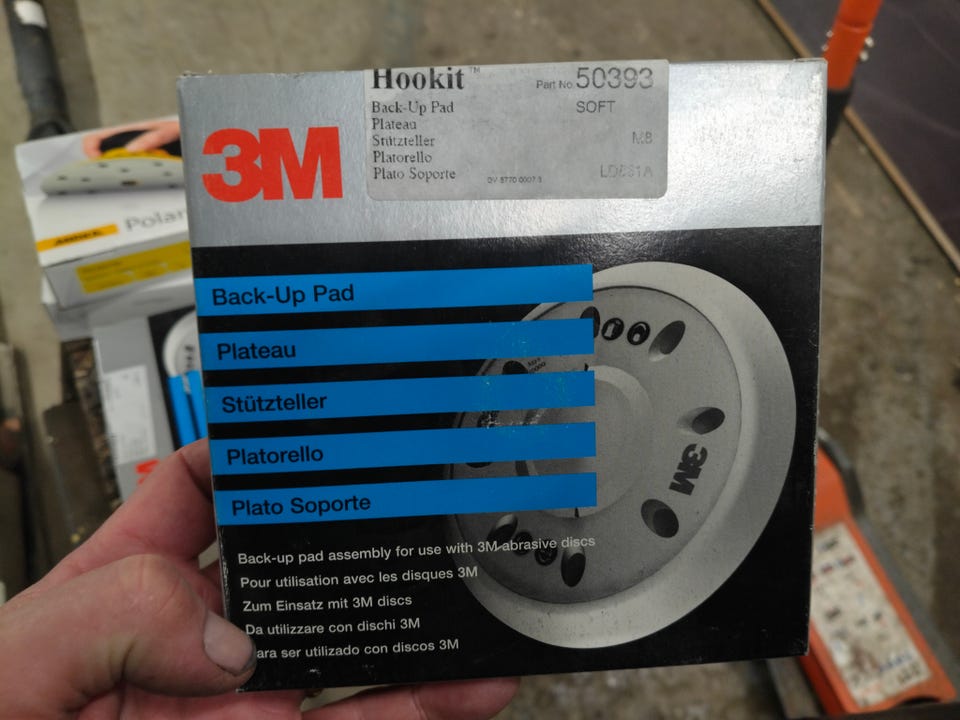 Hookit™
Part No. 50393
Back-Up Pad
SOFT
Plateau
Stützteller
M8
Platorello
Plato Soporte
3M
Back-Up Pad
Plateau
Stützteller
Platorello
Plato Soporte
3M
Back-up pad assembly for use with 3M abrasive discs
Pour utilisation avec les disques 3M
Zum Einsatz mit 3M discs
Da utilizzare con dischi 3M
ara ser utilizado con discos 3M
Polar
MIRKA